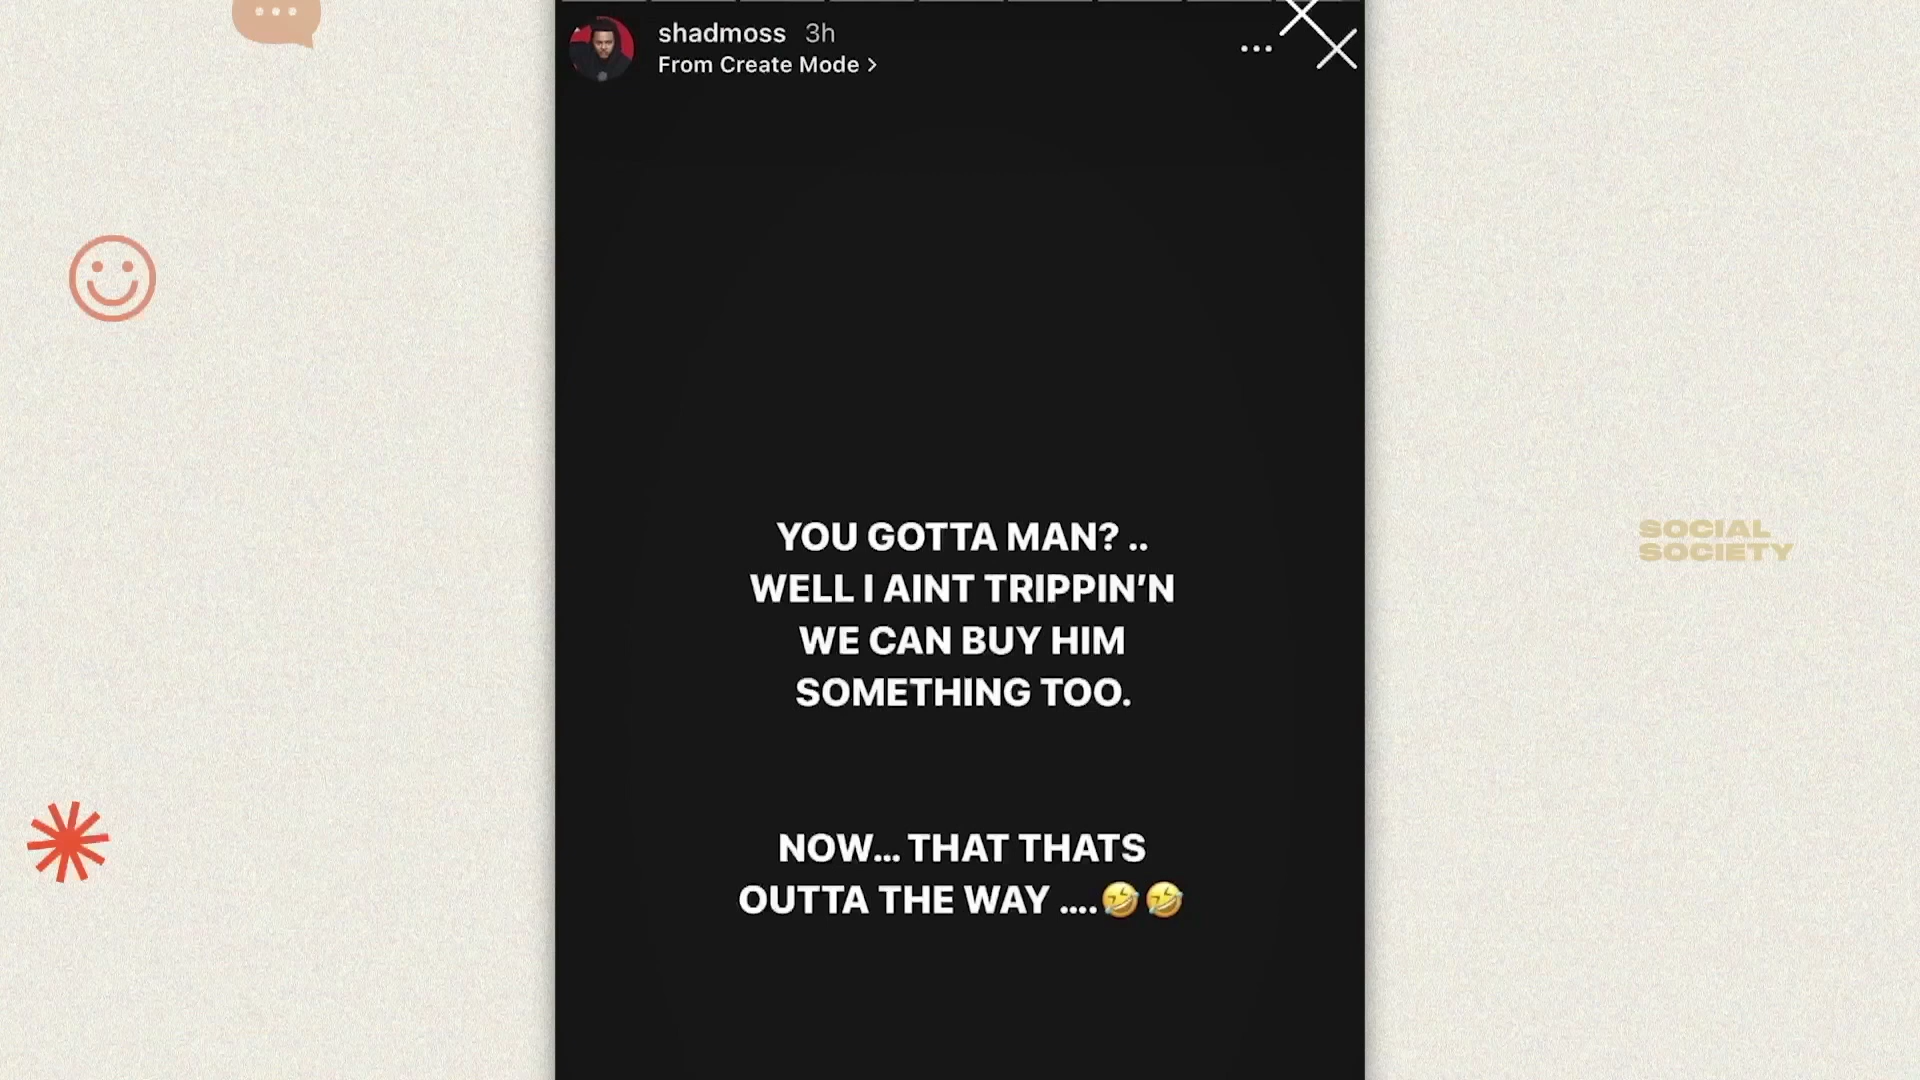 shadmoss 3h
From Create Mode >
YOU GOTTA MAN? ..
WELL I AINT TRIPPIN’N
WE CAN BUY HIM
SOMETHING TOO.
NOW... THAT THATS
OUTTA THE WAY ....🤣🤣
SOCIAL
SOCIETY